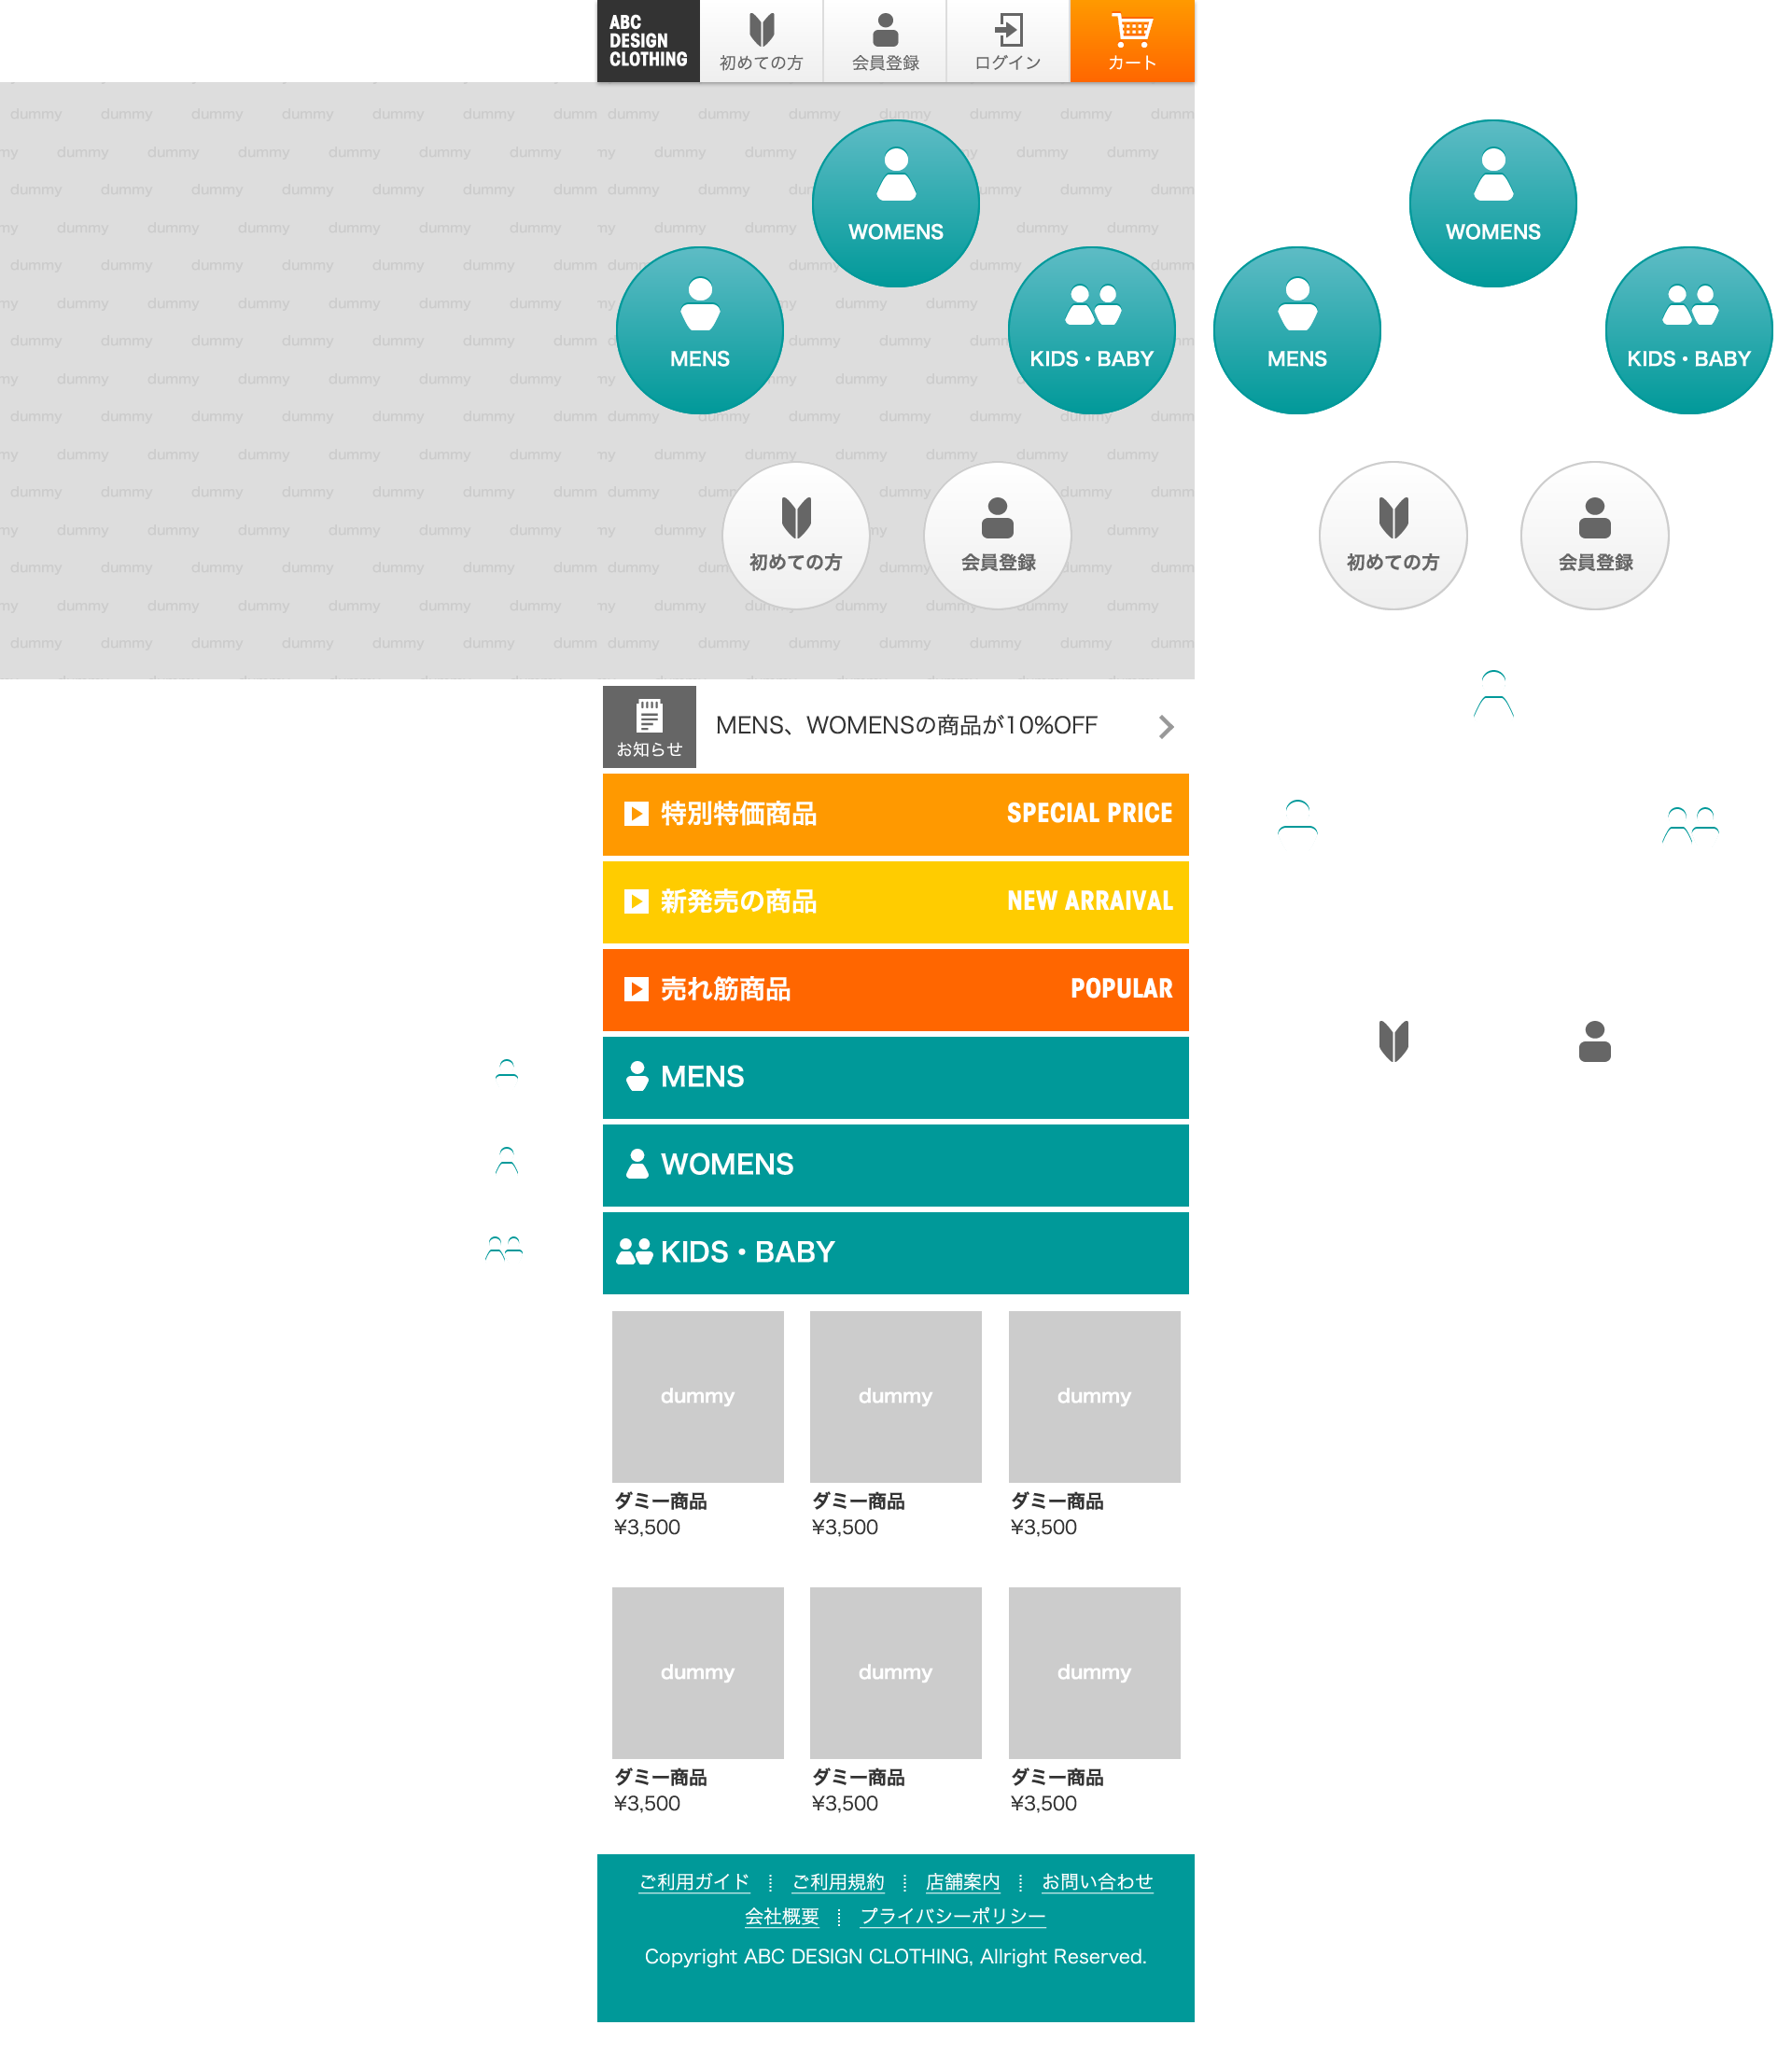 ABC
DESIGN
CLOTHING
初めての方
会員登録
ログイン
カート
WOMENS
MENS
KIDS・BABY
初めての方
会員登録
WOMENS
MENS
KIDS・BABY
初めての方
会員登録
お知らせ
MENS、WOMENSの商品が10%OFF
特別特価商品 SPECIAL PRICE
新発売の商品 NEW ARRAIVAL
売れ筋商品 POPULAR
MENS
WOMENS
KIDS・BABY
dummy dummy dummy
ダミー商品 ダミー商品 ダミー商品
¥3,500 ¥3,500 ¥3,500
dummy dummy dummy
ダミー商品 ダミー商品 ダミー商品
¥3,500 ¥3,500 ¥3,500
ご利用ガイド ご利用規約 店舗案内 お問い合わせ
会社概要 プライバシーポリシー
Copyright ABC DESIGN CLOTHING, Allright Reserved.